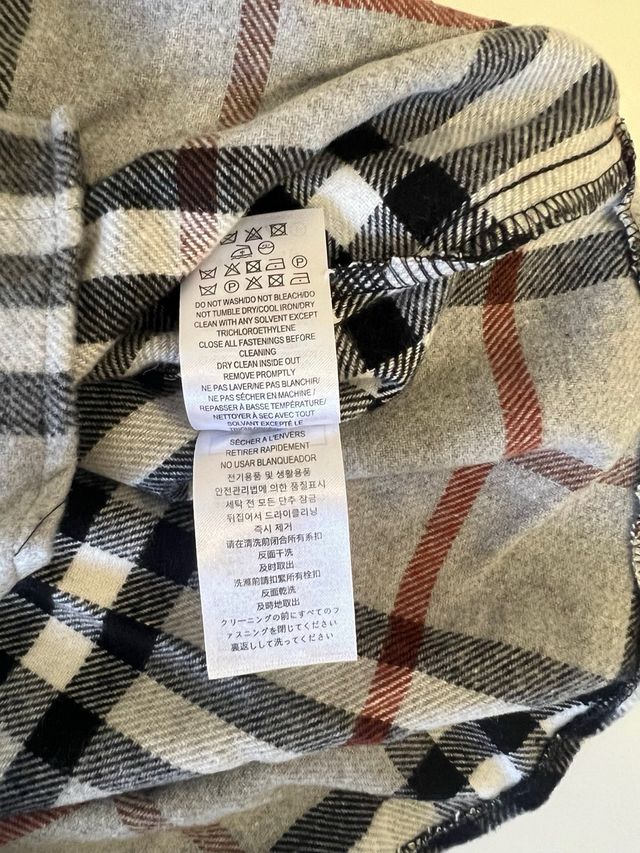 DO NOT WASH/DO NOT BLEACH/DO
NOT TUMBLE DRY/COOL IRON/DRY
CLEAN WITH ANY SOLVENT EXCEPT
TRICHLOROETHYLENE
CLOSE ALL FASTENINGS BEFORE
CLEANING
DRY CLEAN INSIDE OUT
REMOVE PROMPTLY
NE PAS LAVER/NE PAS BLANCHIR/
NE PAS SÉCHER EN MACHINE /
REPASSER À BASSE TEMPÉRATURE/
NETTOYER À SEC AVEC TOUT
SOLVANT EXCEPTÉ LE
SÉCHER A L'ENVERS
RETIRER RAPIDEMENT
NO USAR BLANQUEADOR
전기용품 및 생활용품
안전관리법에 의한 품질표시
세탁 전 모든 단추 잠금
뒤집어서 드라이클리닝
즉시 제거
请在清洗前闭合所有系扣
反面干洗
及时取出
洗滌前請扣緊所有栓扣
反面乾洗
及時地取出
クリーニングの前にすべてのフ
ァスニングを閉じてください
裏返しして洗ってください